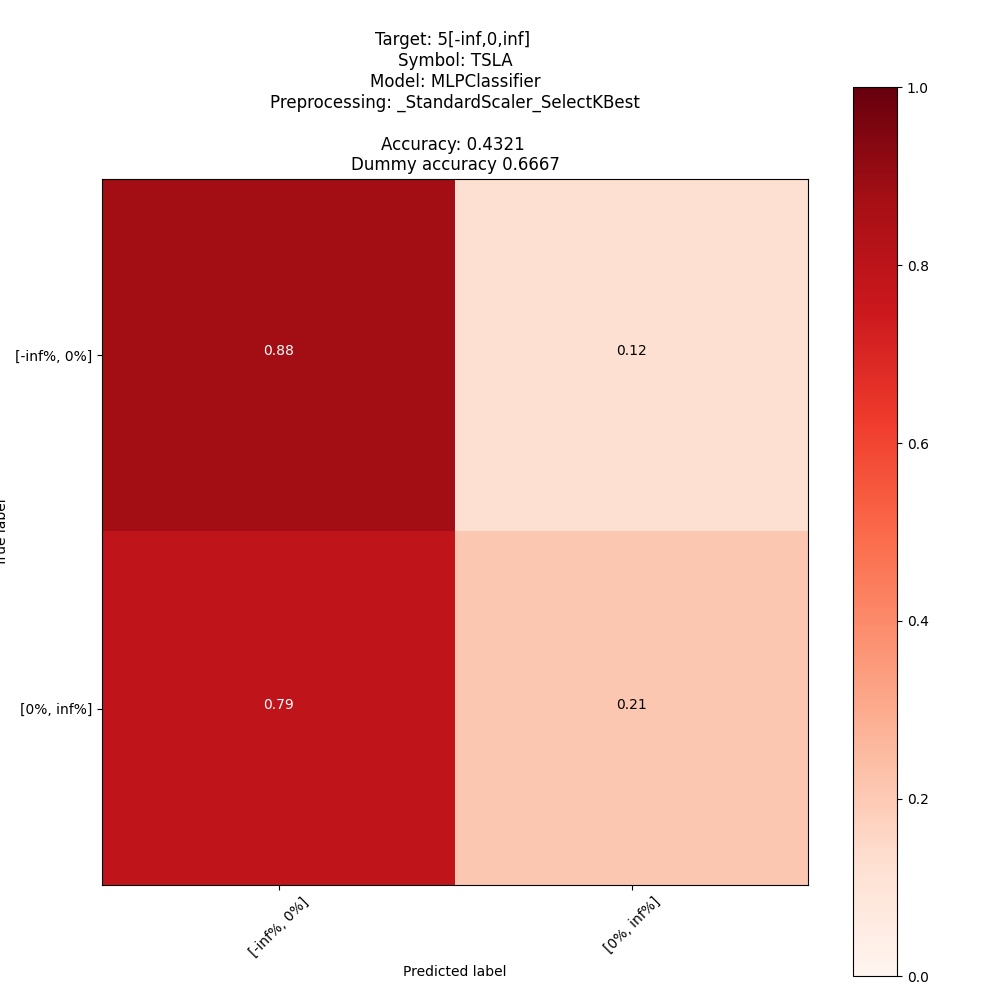 Target: 5[-inf,0,inf]
Symbol: TSLA
Model: MLPClassifier
Preprocessing: _StandardScaler_SelectKBest
Accuracy: 0.4321
Dummy accuracy 0.6667
1.0
0.8
0.6
0.4
0.2
0.0
[-inf%, 0%]
0.88
0.12
label
[0%, inf%]
0.79
0.21
[-inf%, 0%]
[0%, inf%]
Predicted label